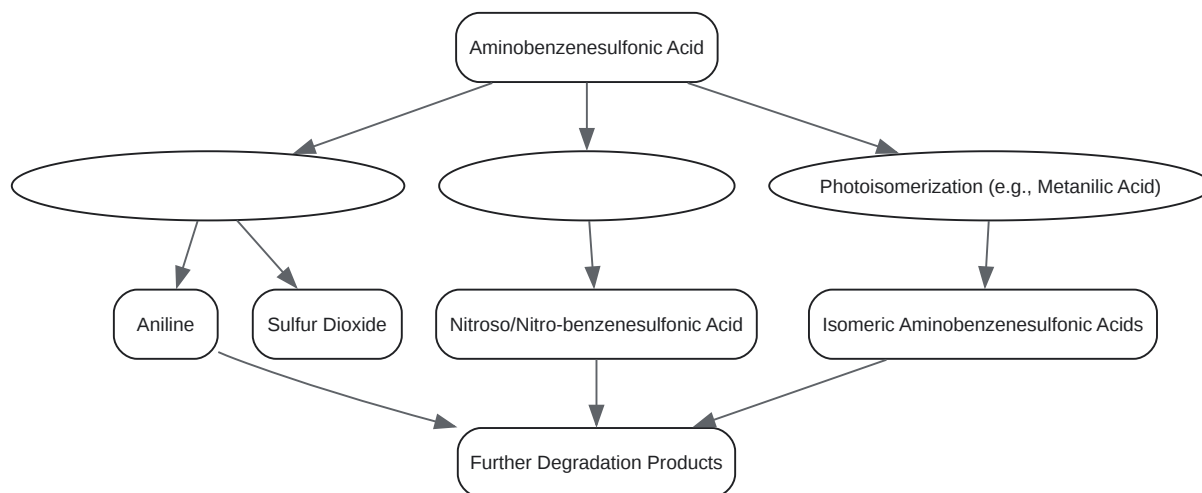 Aminobenzenesulfonic Acid
Photoisomerization (e.g., Metanilic Acid)
Aniline
Sulfur Dioxide
Nitroso/Nitro-benzenesulfonic Acid
Isomeric Aminobenzenesulfonic Acids
Further Degradation Products